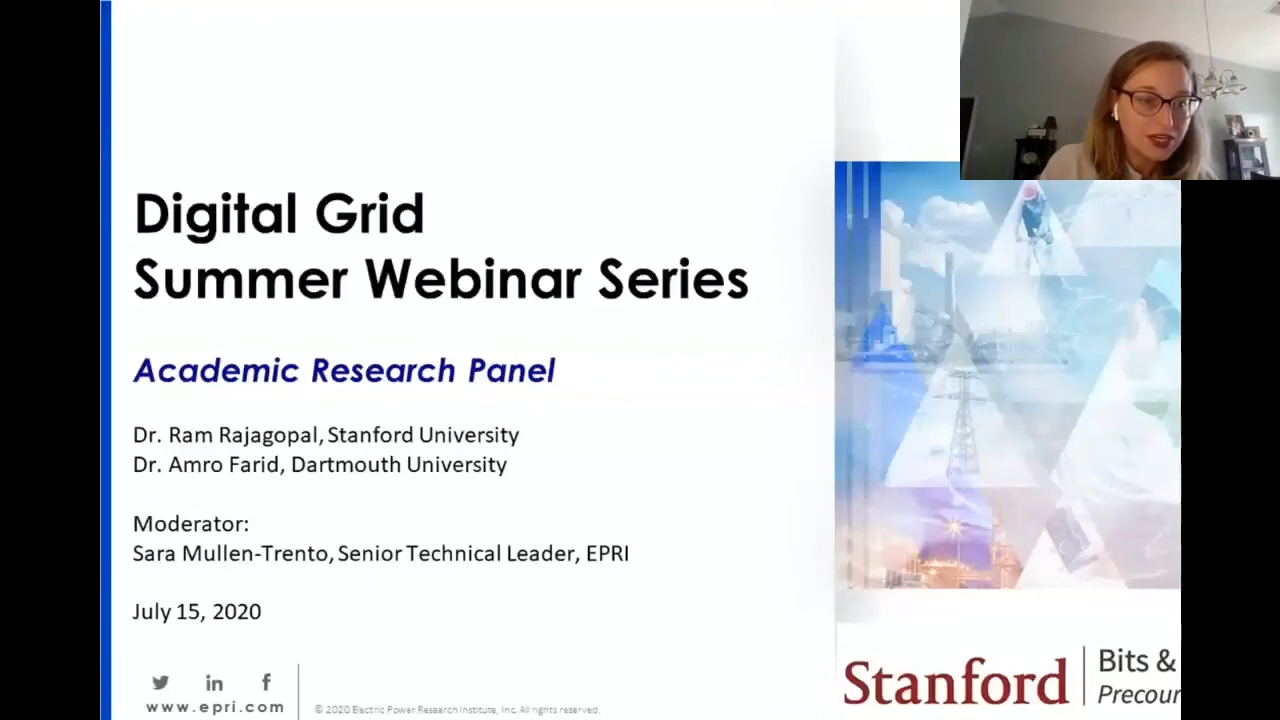 Digital Grid
Summer Webinar Series
Academic Research Panel
Dr. Ram Rajagopal, Stanford University
Dr. Amro Farid, Dartmouth University
Moderator:
Sara Mullen-Trento, Senior Technical Leader, EPRI
July 15, 2020
www.epri.com
© 2020 Electric Power Research Institute, Inc. All rights reserved.
Stanford
Bits &
Precour